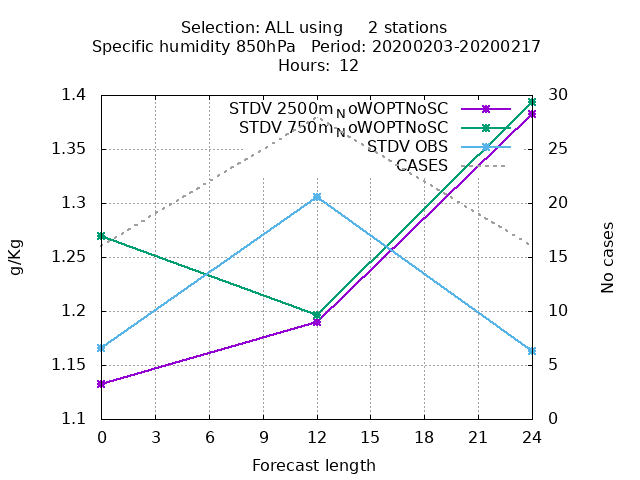 Selection: ALL using     2 stations
Specific humidity 850hPa   Period: 20200203-20200217
Hours: 12
STDV 2500m_NoWOPTNoSC
STDV 750m_NoWOPTNoSC
STDV OBS
CASES
g/Kg
1.4
1.35
1.3
1.25
1.2
1.15
1.1
30
25
20
15
10
5
0
No cases
0 3 6 9 12 15 18 21 24
Forecast length